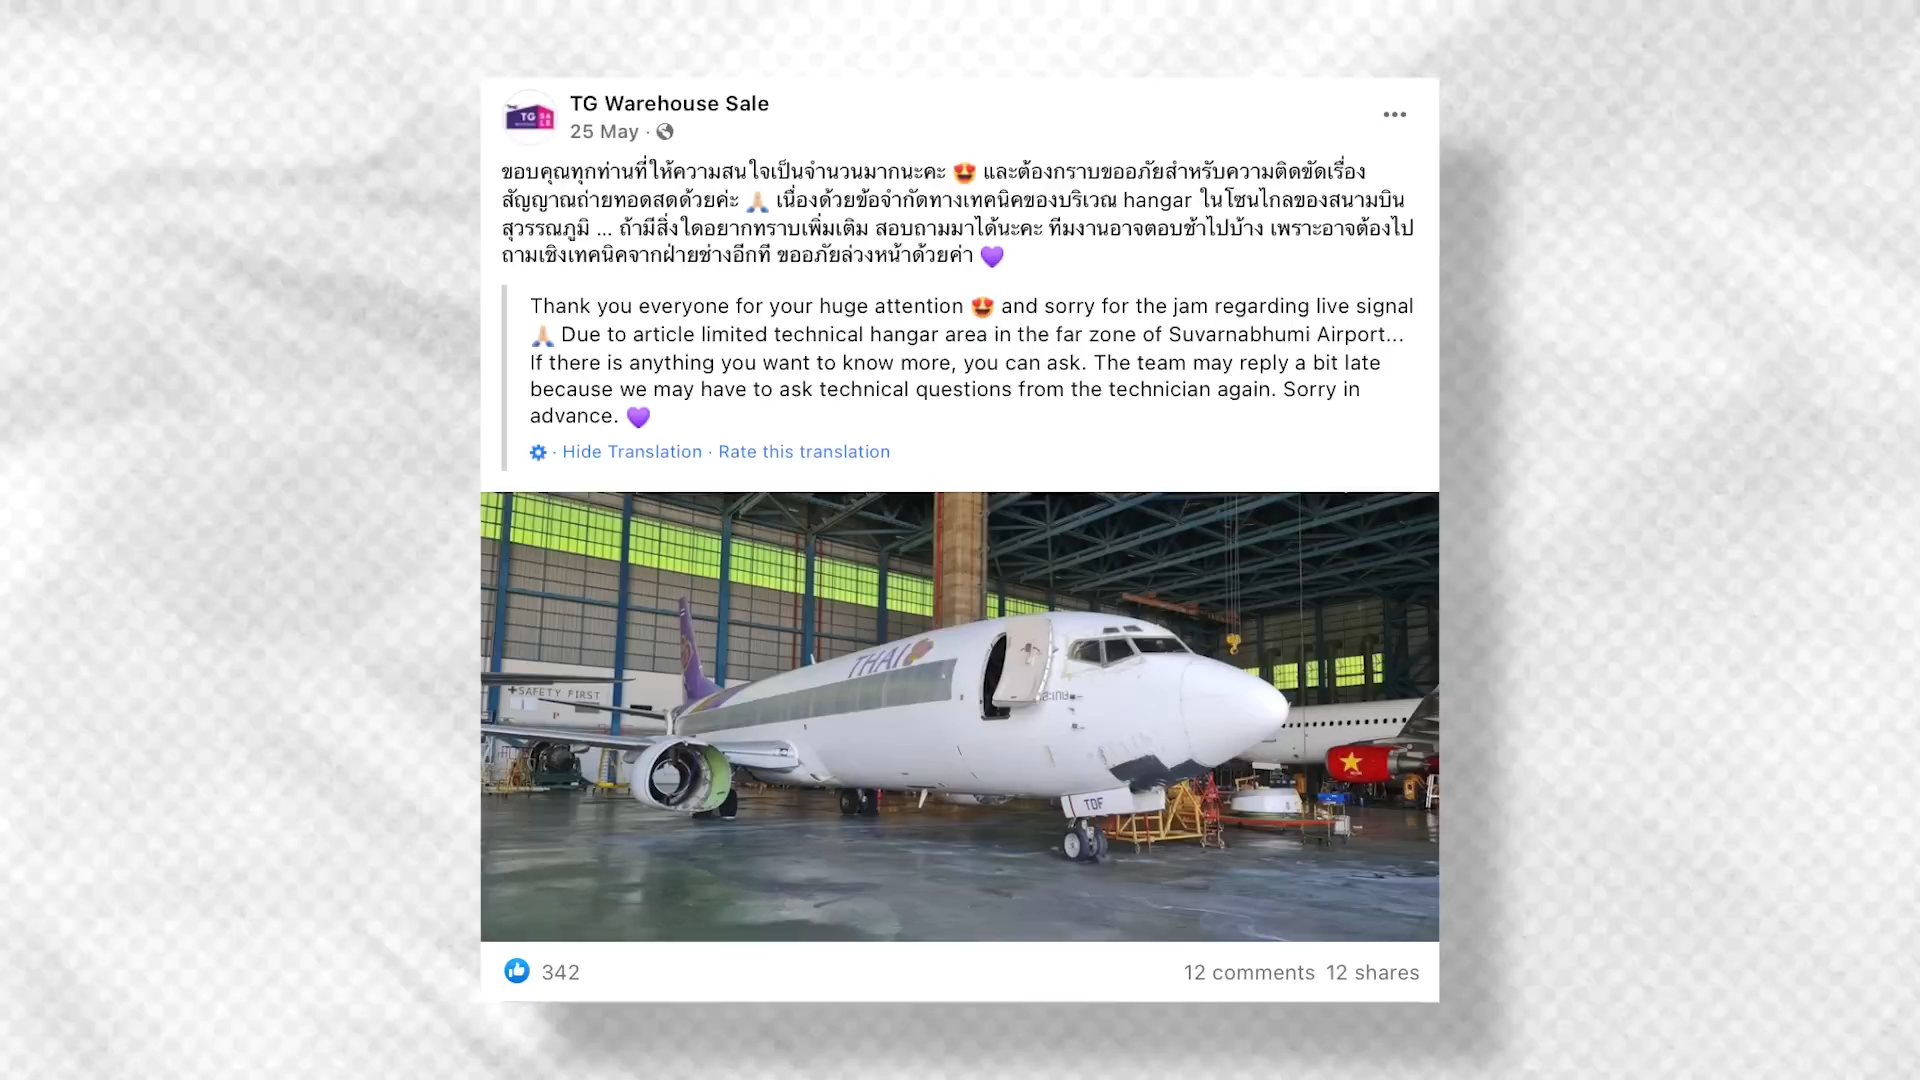 TG SALE
TG Warehouse Sale
25 May ·
ขอบคุณทุกท่านที่ให้ความสนใจเป็นจำนวนมากนะคะ 😍 และต้องกราบขออภัยสำหรับความติดขัดเรื่อง
สัญญาณถ่ายทอดสดด้วยค่ะ 🙏🏻 เนื่องด้วยข้อจำกัดทางเทคนิคของบริเวณ hangar ในโซนไกลของสนามบิน
สุวรรณภูมิ ... ถ้ามีสิ่งใดอยากทราบเพิ่มเติม สอบถามมาได้นะคะ ทีมงานอาจตอบช้าไปบ้าง เพราะอาจต้องไป
ถามเชิงเทคนิคจากฝ่ายช่างอีกที ขออภัยล่วงหน้าด้วยค่า 💜
Thank you everyone for your huge attention 😍 and sorry for the jam regarding live signal
🙏🏻 Due to article limited technical hangar area in the far zone of Suvarnabhumi Airport...
If there is anything you want to know more, you can ask. The team may reply a bit late
because we may have to ask technical questions from the technician again. Sorry in
advance. 💜
· Hide Translation · Rate this translation
THAI
+SAFETY FIRST
TDF
342
12 comments 12 shares